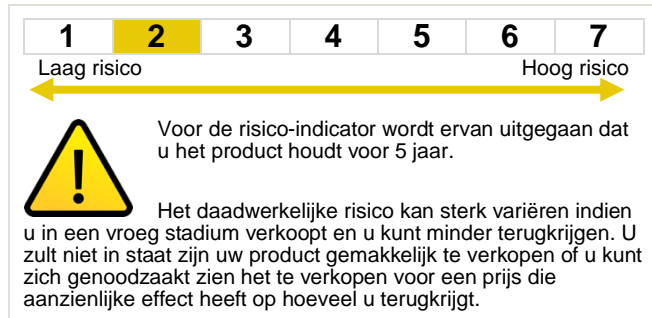 1 2 3 4 5 6 7
Laag risico Hoog risico
Voor de risico-indicator wordt ervan uitgegaan dat
u het product houdt voor 5 jaar.
Het daadwerkelijke risico kan sterk variëren indien
u in een vroeg stadium verkoopt en u kunt minder terugkrijgen. U
zult niet in staat zijn uw product gemakkelijk te verkopen of u kunt
zich genoodzaakt zien het te verkopen voor een prijs die
aanzienlijke effect heeft op hoeveel u terugkrijgt.